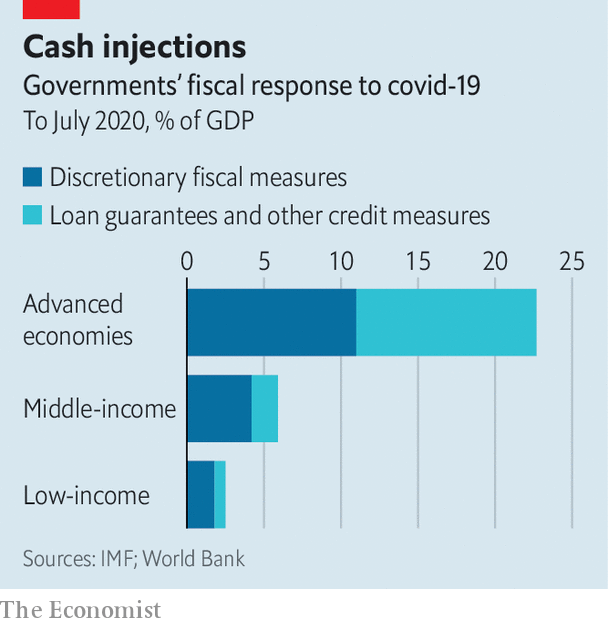 Cash injections
Governments’ fiscal response to covid-19
To July 2020, % of GDP
Discretionary fiscal measures
Loan guarantees and other credit measures
0 5 10 15 20 25
Advanced
economies
Middle-income
Low-income
Sources: IMF; World Bank
The Economist